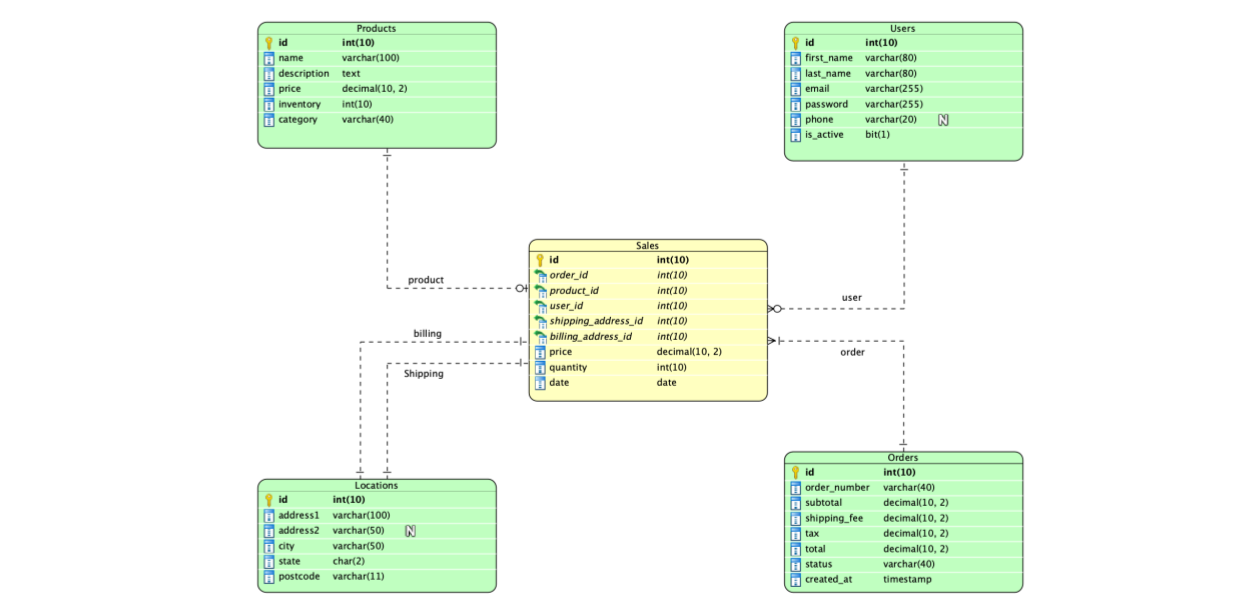 Products
id int(10)
name varchar(100)
description text
price decimal(10, 2)
inventory int(10)
category varchar(40)
Users
id int(10)
first_name varchar(80)
last_name varchar(80)
email varchar(255)
password varchar(255)
phone varchar(20) N
is_active bit(1)
Sales
id int(10)
order_id int(10)
product_id int(10)
user_id int(10)
shipping_address_id int(10)
billing_address_id int(10)
price decimal(10, 2)
quantity int(10)
date date
product
billing
Shipping
user
order
Locations
id int(10)
address1 varchar(100)
address2 varchar(50) N
city varchar(50)
state char(2)
postcode varchar(11)
Orders
id int(10)
order_number varchar(40)
subtotal decimal(10, 2)
shipping_fee decimal(10, 2)
tax decimal(10, 2)
total decimal(10, 2)
status varchar(40)
created_at timestamp